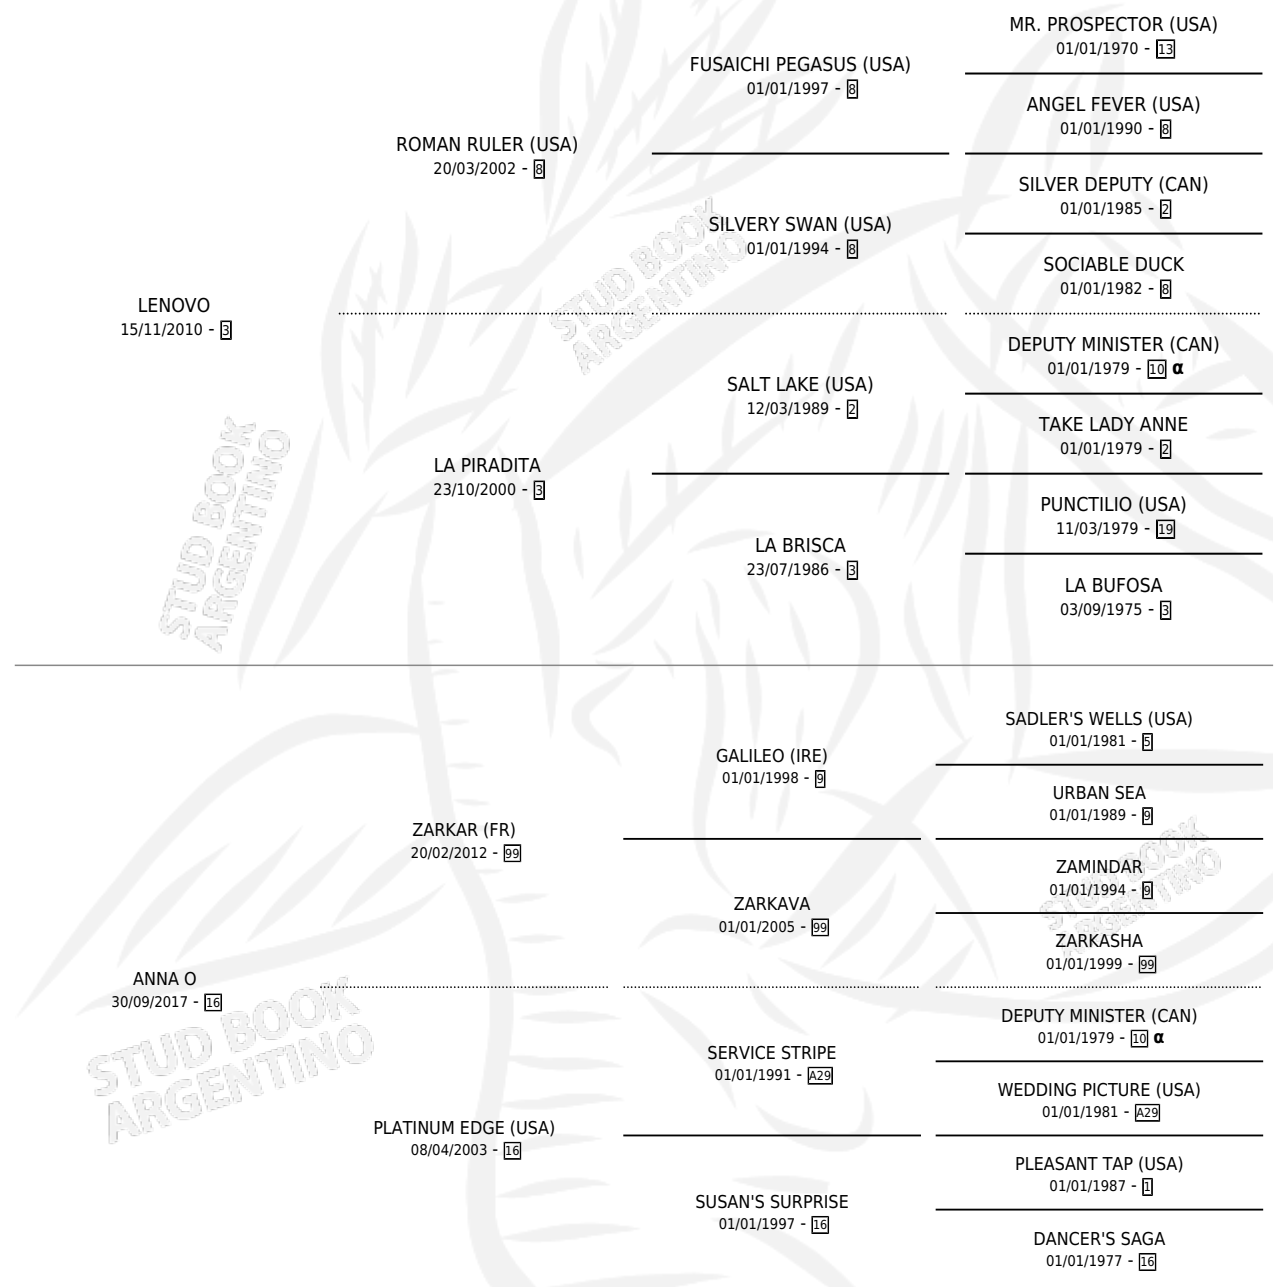 MR. PROSPECTOR (USA)
01/01/1970 - 13
FUSAICHI PEGASUS (USA)
01/01/1997 - 8
ANGEL FEVER (USA)
01/01/1990 - 8
ROMAN RULER (USA)
20/03/2002 - 8
SILVER DEPUTY (CAN)
01/01/1985 - 2
SILVERY SWAN (USA)
01/01/1994 - 8
SOCIABLE DUCK
01/01/1982 - 8
LENOVO
15/11/2010 - 3
DEPUTY MINISTER (CAN)
01/01/1979 - 10 α
SALT LAKE (USA)
12/03/1989 - 2
TAKE LADY ANNE
01/01/1979 - 2
LA PIRADITA
23/10/2000 - 3
PUNCTILIO (USA)
11/03/1979 - 19
LA BRISCA
23/07/1986 - 3
LA BUFOSA
03/09/1975 - 3
SADLER'S WELLS (USA)
01/01/1981 - 5
GALILEO (IRE)
01/01/1998 - 9
URBAN SEA
01/01/1989 - 9
ZARKAR (FR)
20/02/2012 - 99
ZAMINDAR
01/01/1994 - 9
ZARKAVA
01/01/2005 - 99
ZARKASHA
01/01/1999 - 99
ANNA O
30/09/2017 - 16
DEPUTY MINISTER (CAN)
01/01/1979 - 10 α
SERVICE STRIPE
01/01/1991 - A29
WEDDING PICTURE (USA)
01/01/1981 - A29
PLATINUM EDGE (USA)
08/04/2003 - 16
PLEASANT TAP (USA)
01/01/1987 - 1
SUSAN'S SURPRISE
01/01/1997 - 16
DANCER'S SAGA
01/01/1977 - 16
STUD BOOK
ARGENTINO
STUD BOOK
ARGENTINO
STUD BOOK
ARGENTINO
STUD BOOK
ARGENTINO